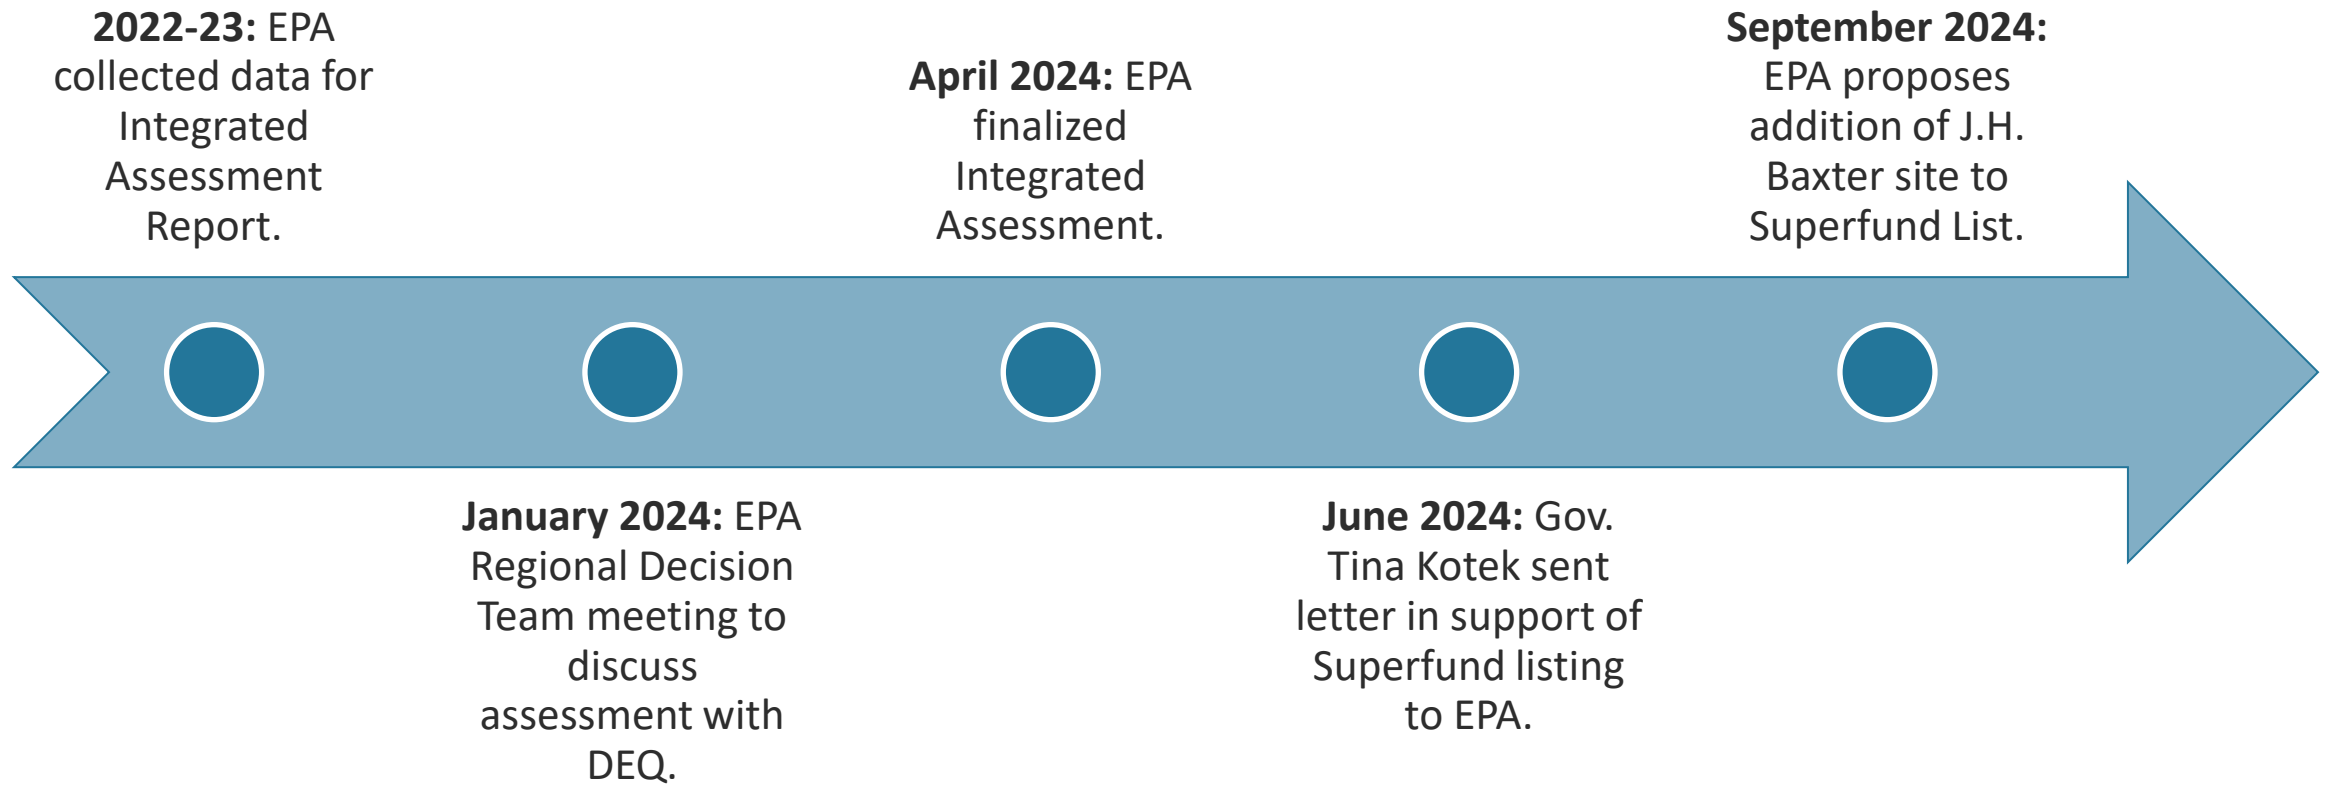 2022-23: EPA
collected data for
Integrated
Assessment
Report.
January 2024: EPA
Regional Decision
Team meeting to
discuss
assessment with
DEQ.
April 2024: EPA
finalized
Integrated
Assessment.
June 2024: Gov.
Tina Kotek sent
letter in support of
Superfund listing
to EPA.
September 2024:
EPA proposes
addition of J.H.
Baxter site to
Superfund List.